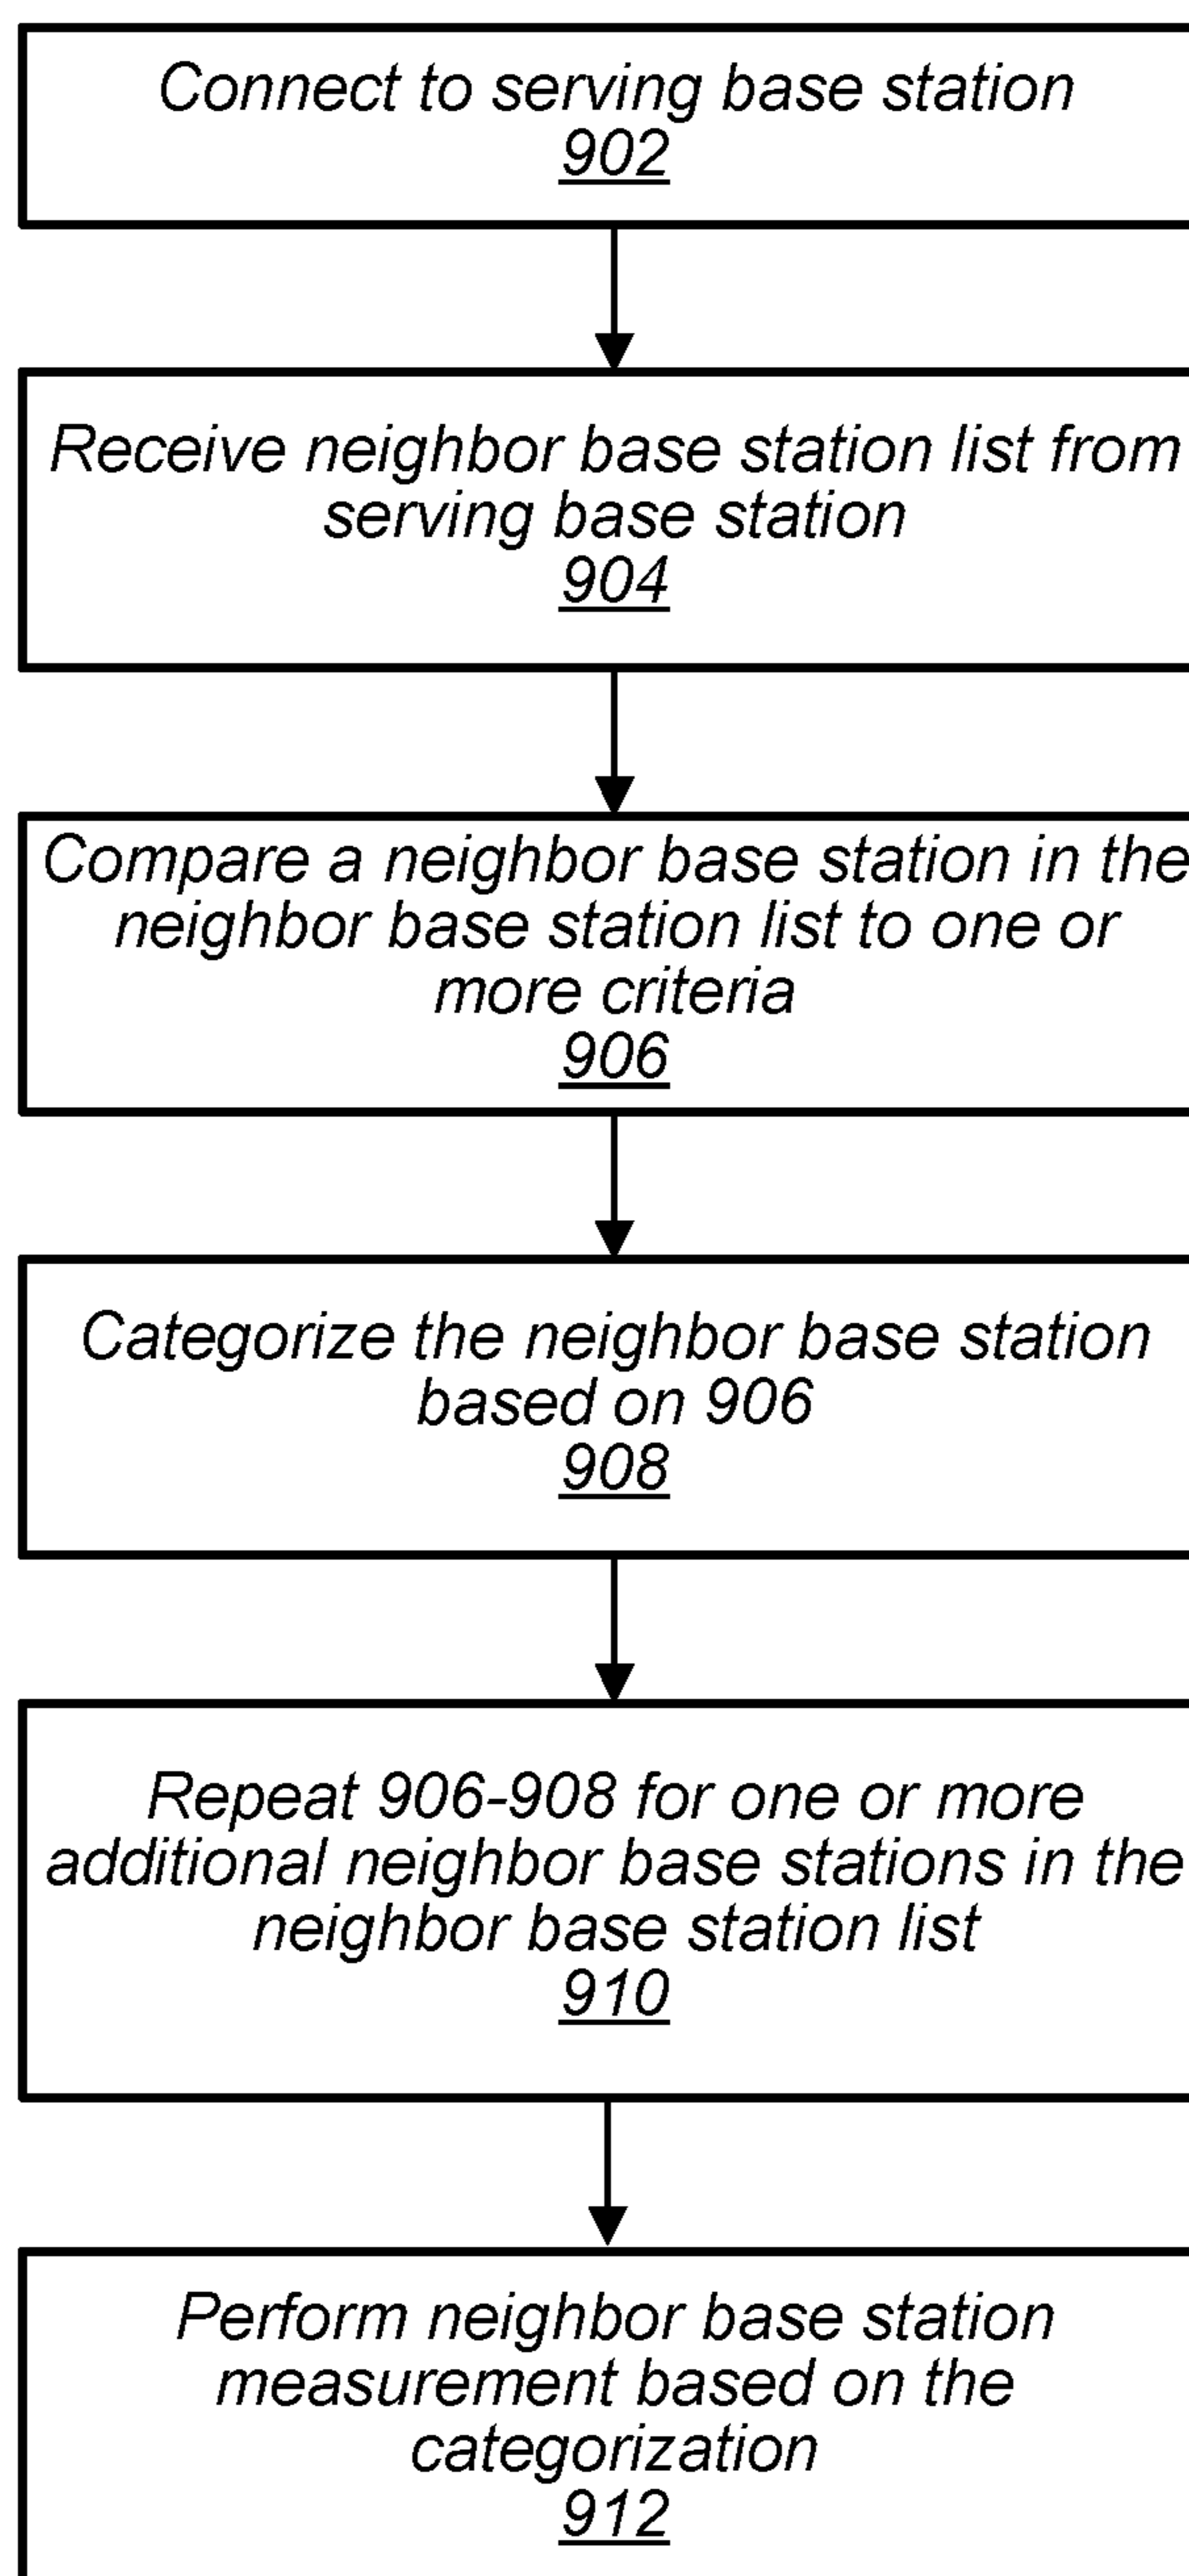 Connect to serving base station
902
Receive neighbor base station list from
serving base station
904
Compare a neighbor base station in the
neighbor base station list to one or
more criteria
906
Categorize the neighbor base station
based on 906
908
Repeat 906-908 for one or more
additional neighbor base stations in the
neighbor base station list
910
Perform neighbor base station
measurement based on the
categorization
912